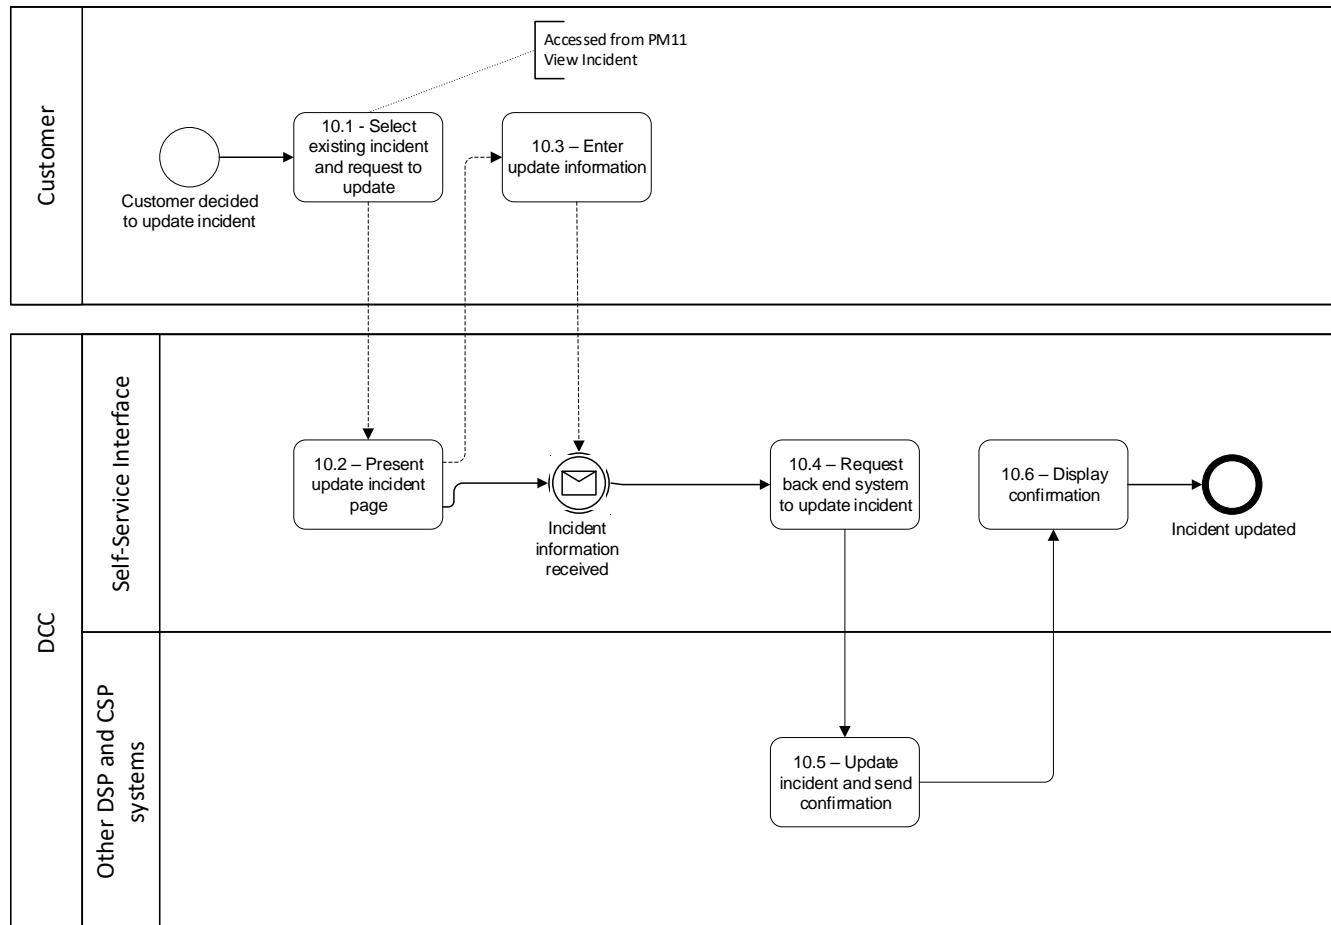 Customer
Accessed from PM11
View Incident
10.1 - Select
existing incident
and request to
update
10.3 – Enter
update information
Customer decided
to update incident
DCC
Self-Service Interface
10.2 – Present
update incident
page
Incident
information
received
10.4 – Request
back end system
to update incident
10.6 – Display
confirmation
Incident updated
Other DSP and CSP
systems
10.5 – Update
incident and send
confirmation